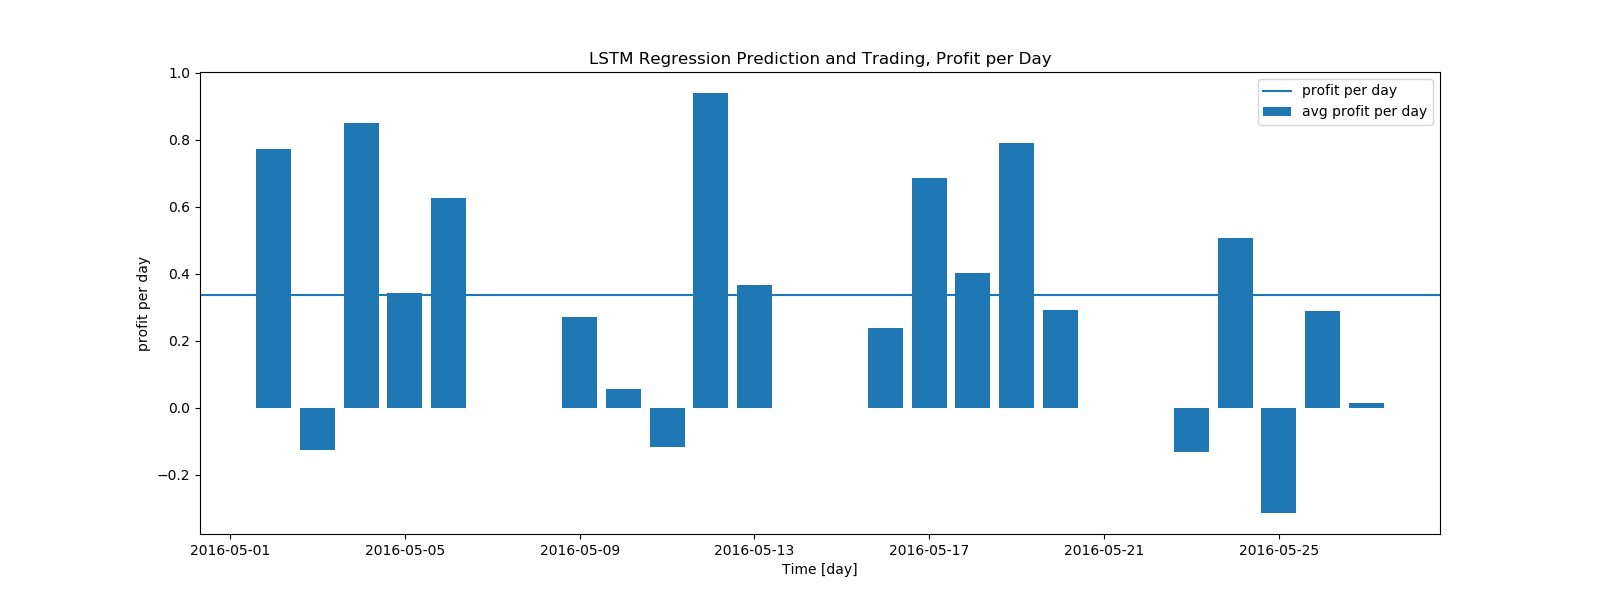 LSTM Regression Prediction and Trading, Profit per Day
profit per day
avg profit per day
1.0
0.8
0.6
0.4
0.2
0.0
−0.2
profit per day
2016-05-01 2016-05-05 2016-05-09 2016-05-13 2016-05-17 2016-05-21 2016-05-25
Time [day]